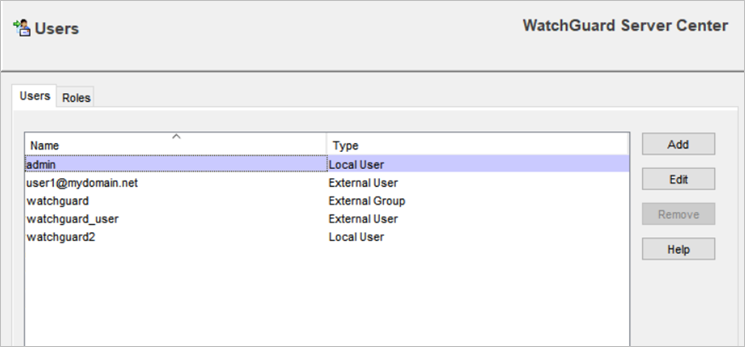 Users WatchGuard Server Center
Users Roles
Name Type Add
admin Local User
user1@mydomain.net External User Edit
watchguard External Group
watchguard_user External User Remove
watchguard2 Local User
Help